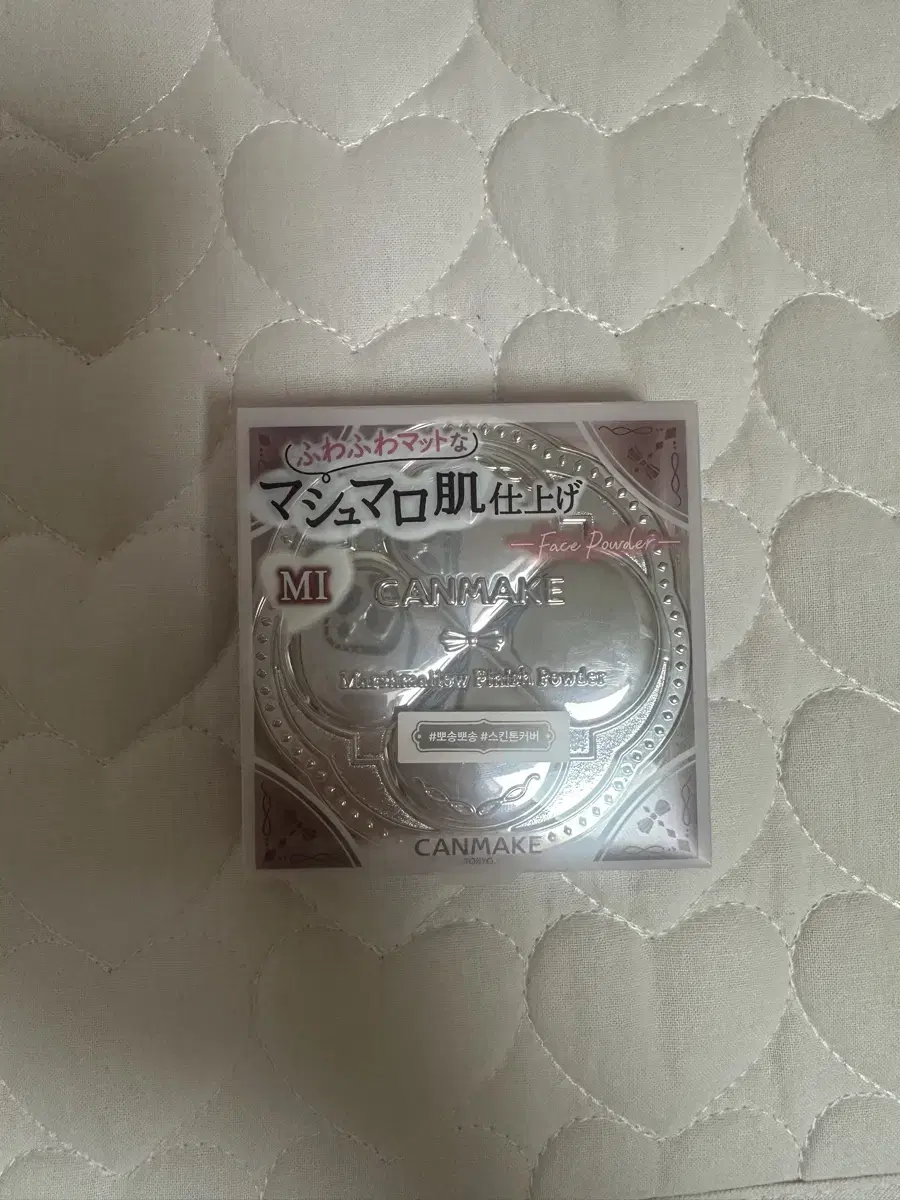 ふわふわマットな
マシュマロ肌仕上げ
Face Powder
MI
CANMAKE
Marshmallow Finish Powder
#뽀송뽀송 #스킨톤커버
CANMAKE
TOKYO